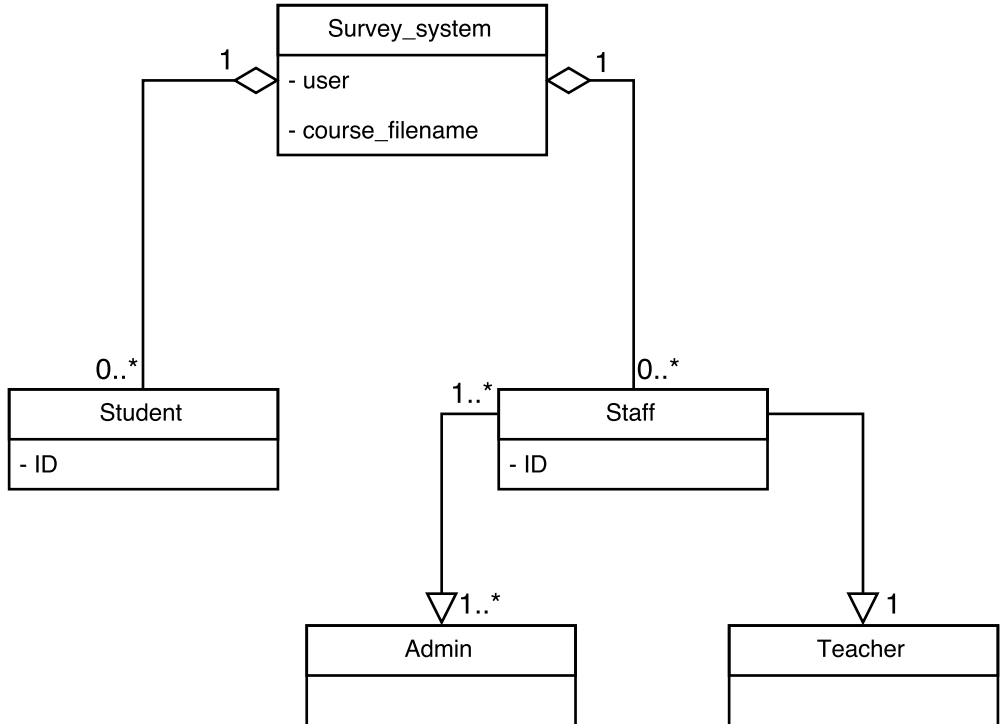 Survey_system
1
1
- user
- course_filename
0..*
0..*
1..*
Student
Staff
- ID
- ID
1..*
1
Admin
Teacher